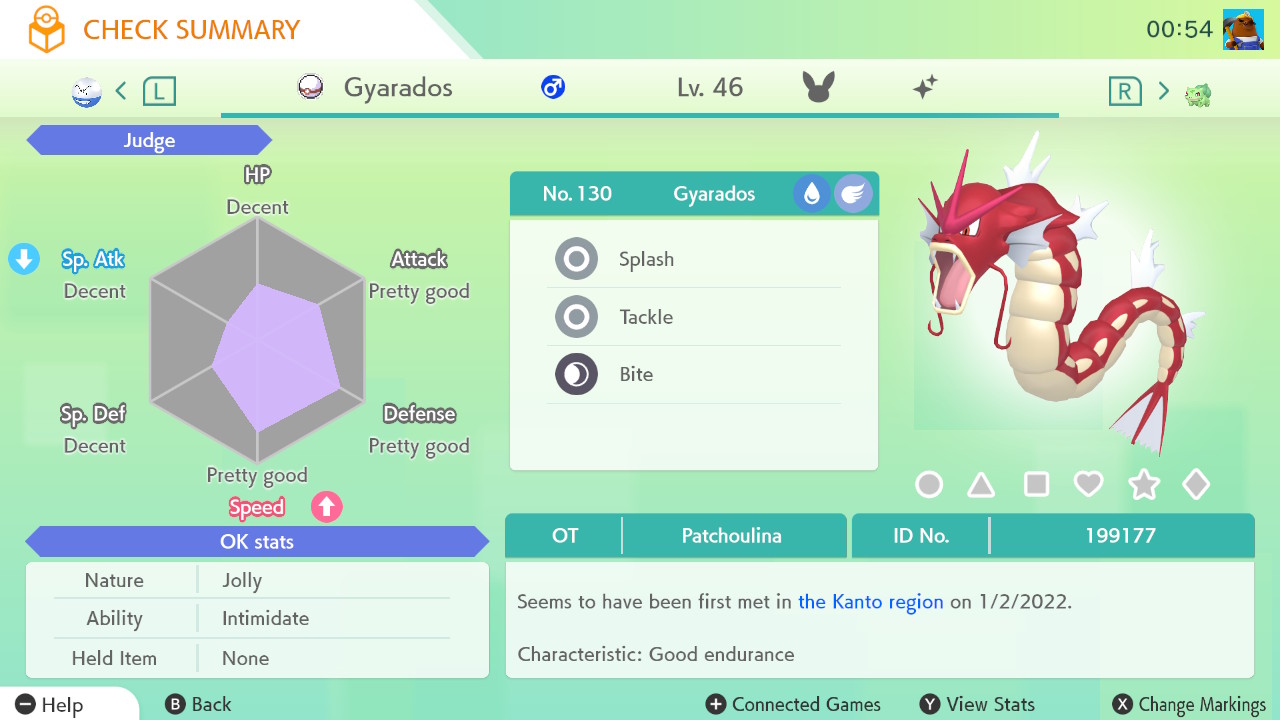 CHECK SUMMARY
00:54
L
Gyarados
Lv. 46
R
Judge
HP
Decent
Sp. Atk
Decent
Attack
Pretty good
Sp. Def
Decent
Defense
Pretty good
Pretty good
Speed
OK stats
Nature Jolly
Ability Intimidate
Held Item None
No. 130 Gyarados
Splash
Tackle
Bite
OT Patchoulina ID No. 199177
Seems to have been first met in the Kanto region on 1/2/2022.
Characteristic: Good endurance
Help
B Back
Connected Games
Y View Stats
X Change Markings